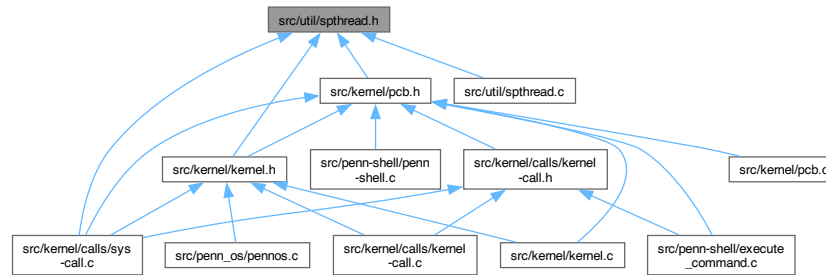 src/util/spthread.h
src/kernel/pcb.h
src/util/spthread.c
src/kernel/kernel.h
src/penn-shell/penn
-shell.c
src/kernel/calls/kernel
-call.h
src/kernel/pcb.c
src/kernel/calls/sys
-call.c
src/penn_os/pennos.c
src/kernel/calls/kernel
-call.c
src/kernel/kernel.c
src/penn-shell/execute
_command.c